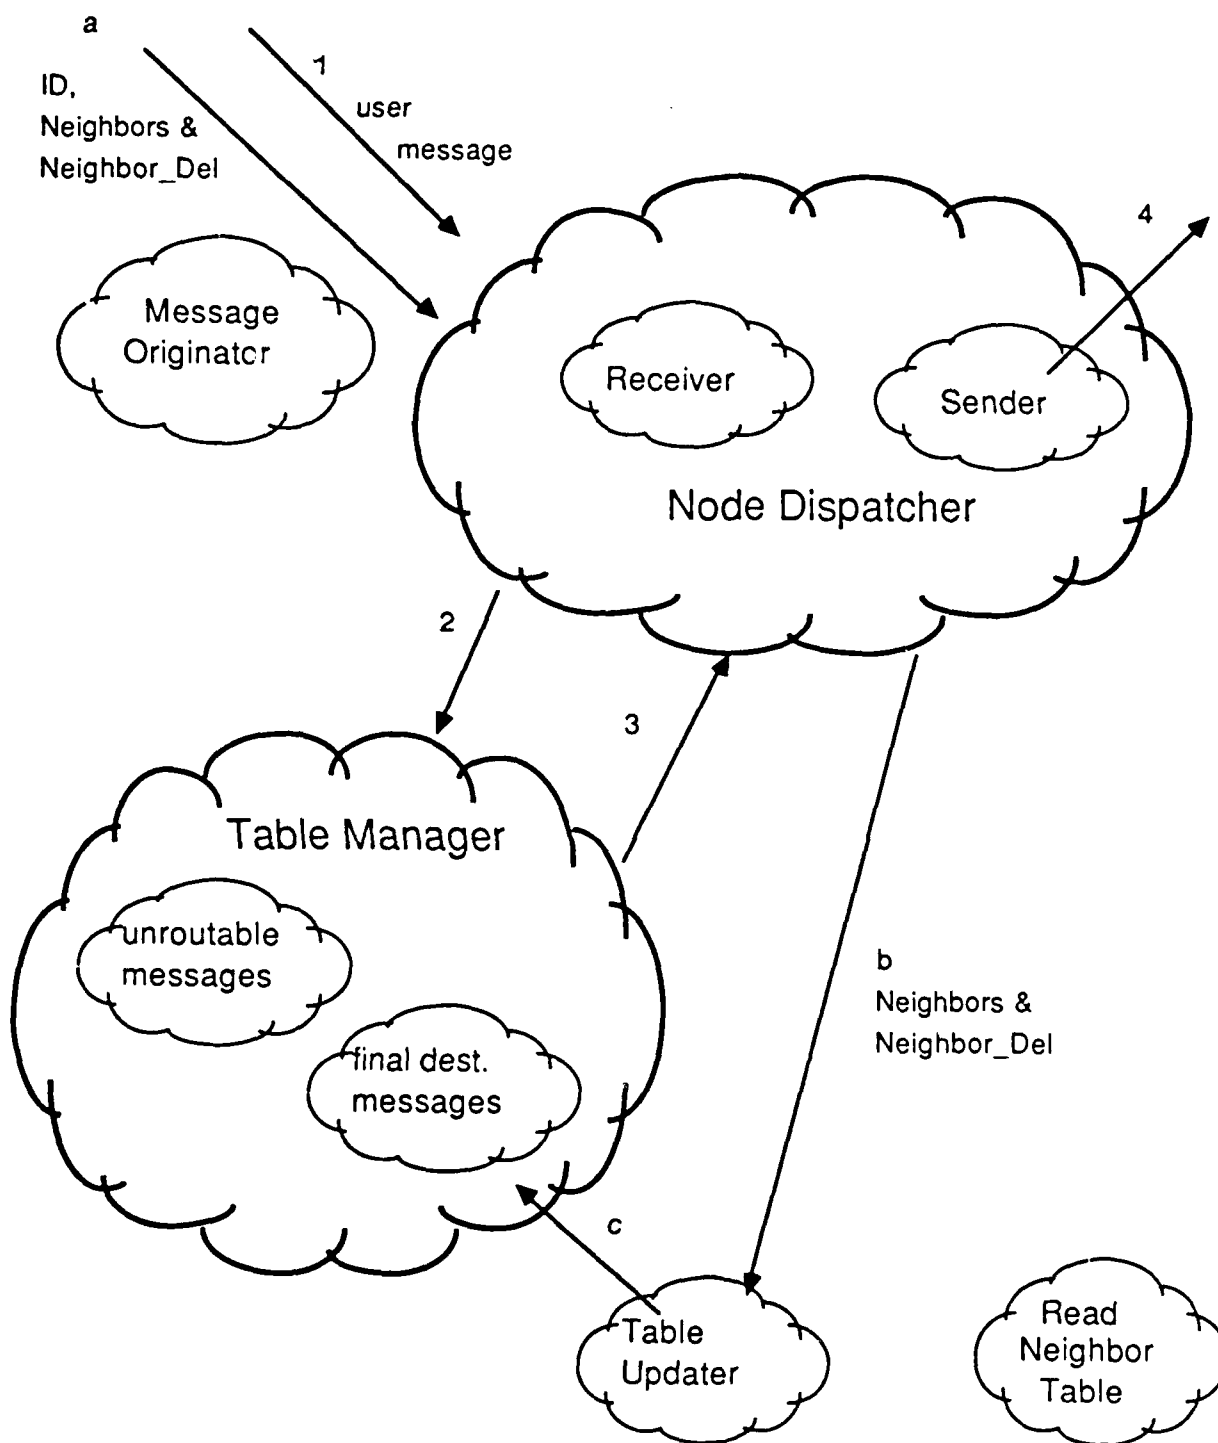 a
1
ID,
Neighbors &
Neighbor_Del
user
message
4
Message
Originator
Receiver
Sender
Node Dispatcher
2
3
Table Manager
unroutable
messages
final dest.
messages
b
Neighbors &
Neighbor_Del
c
Table
Updater
Read
Neighbor
Table